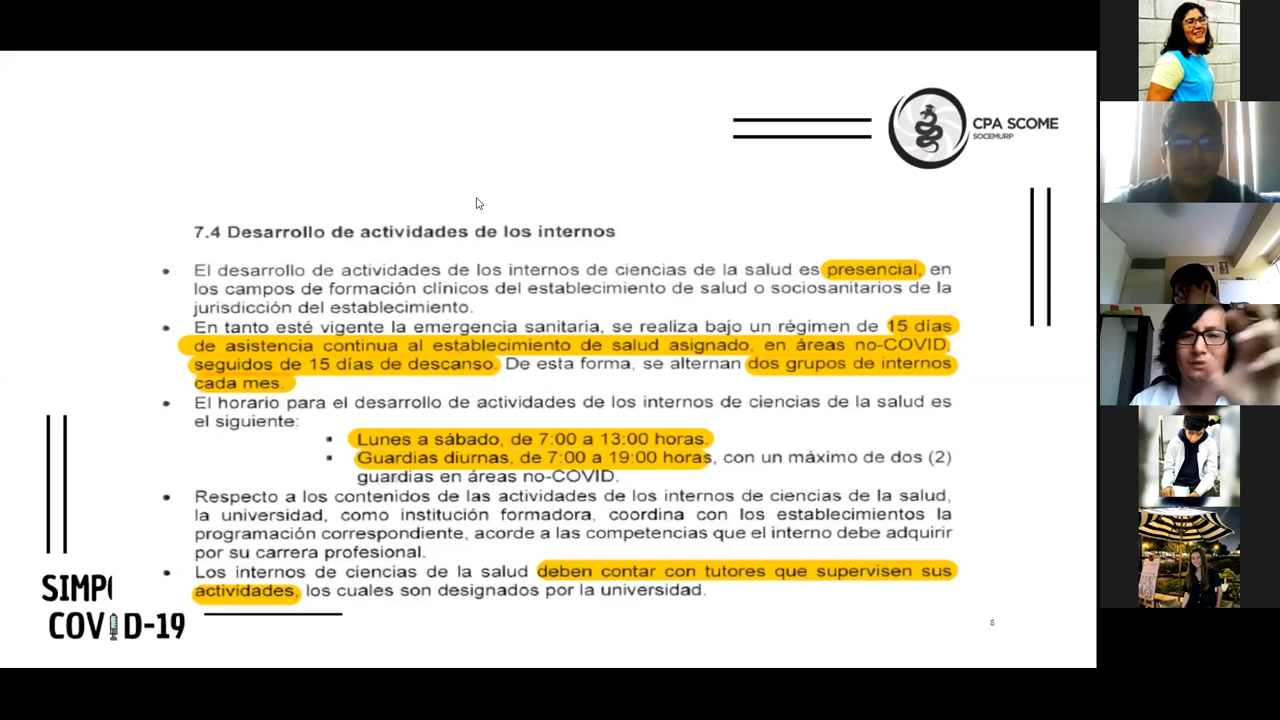 CPA SCOME
SOCEMURP
7.4 Desarrollo de actividades de los internos
• El desarrollo de actividades de los internos de ciencias de la salud es presencial, en
los campos de formación clínicos del establecimiento de salud o sociosanitarios de la
jurisdicción del establecimiento.
• En tanto esté vigente la emergencia sanitaria, se realiza bajo un régimen de 15 días
de asistencia continua al establecimiento de salud asignado, en áreas no-COVID,
seguidos de 15 días de descanso. De esta forma, se alternan dos grupos de internos
cada mes.
• El horario para el desarrollo de actividades de los internos de ciencias de la salud es
el siguiente:
▪ Lunes a sábado, de 7:00 a 13:00 horas.
▪ Guardias diurnas, de 7:00 a 19:00 horas, con un máximo de dos (2)
guardias en áreas no-COVID.
• Respecto a los contenidos de las actividades de los internos de ciencias de la salud,
la universidad, como institución formadora, coordina con los establecimientos la
programación correspondiente, acorde a las competencias que el interno debe adquirir
por su carrera profesional.
• Los internos de ciencias de la salud deben contar con tutores que supervisen sus
actividades, los cuales son designados por la universidad.
SIMPO
COVID-19
8